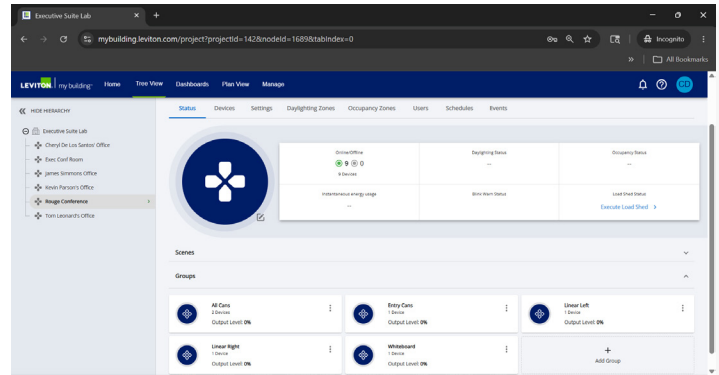 Executive Suite Lab
mybuilding.leviton.com/project?projectId=142&nodeId=1689&tabIndex=0
Incognito
All Bookmarks
LEVITON. my building
Home Tree View Dashboards Plan View Manage
CD
HIDE HIERARCHY
Executive Suite Lab
Cheryl De Los Santos' Office
Exec Conf Room
James Simmons Office
Kevin Parson's Office
Rouge Conference
Tom Leonard's Office
Status Devices Settings Daylighting Zones Occupancy Zones Users Schedules Events
Online/Offline Daylighting Status Occupancy Status
9 0 -- --
9 Devices
Instantaneous energy usage Blink Warn Status Load Shed Status
-- Execute Load Shed >
Scenes
Groups
All Cans
2 Devices
Output Level: 0%
Entry Cans
1 Device
Output Level: 0%
Linear Left
1 Device
Output Level: 0%
Linear Right
1 Device
Output Level: 0%
Whiteboard
1 Device
Output Level: 0%
+
Add Group